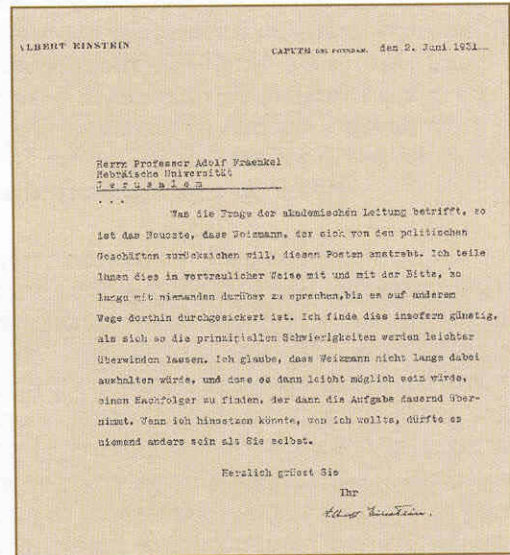 ALBERT EINSTEIN
CAPUTH BEI POTSDAM, den 2. Juni 1931
Herrn Professor Adolf Fraenkel
Hebräische Universität
Jerusalem
...
Was die Frage der akademischen Leitung betrifft, so
ist das Neueste, dass Weizmann, der sich von den politischen
Geschäften zurückziehen will, diesen Posten anstrebt. Ich teile
Ihnen dies in vertraulicher Weise mit und mit der Bitte, so
lange mit niemanden darüber zu sprechen, bis es auf anderem
Wege dorthin durchgesickert ist. Ich finde dies insofern günstig,
als sich so die prinzipiellen Schwierigkeiten werden leichter
überwinden lassen. Ich glaube, dass Weizmann nicht lange dabei
aushalten würde, und dass es dann leicht möglich sein würde,
einen Nachfolger zu finden, der dann die Aufgabe dauernd über-
nimmt. Wenn ich hinsetzen könnte, wen ich wollte, dürfte es
niemand anders sein als Sie selbst.
Herzlich grüsst Sie
Ihr
Albert Einstein.